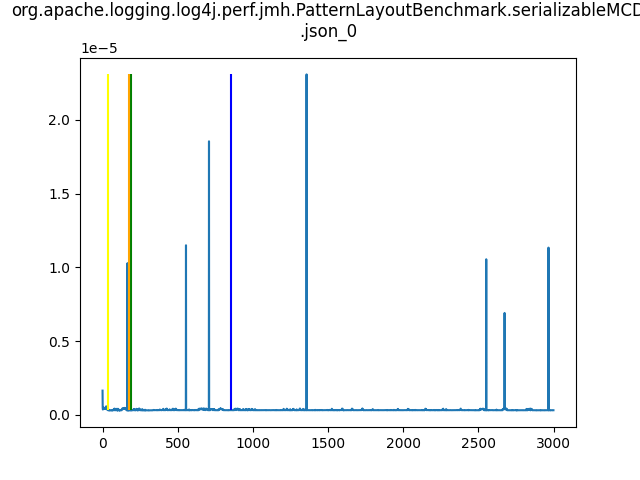 org.apache.logging.log4j.perf.jmh.PatternLayoutBenchmark.serializableMCD
.json_0
1e−5
2.0
1.5
1.0
0.5
0.0
0 500 1000 1500 2000 2500 3000